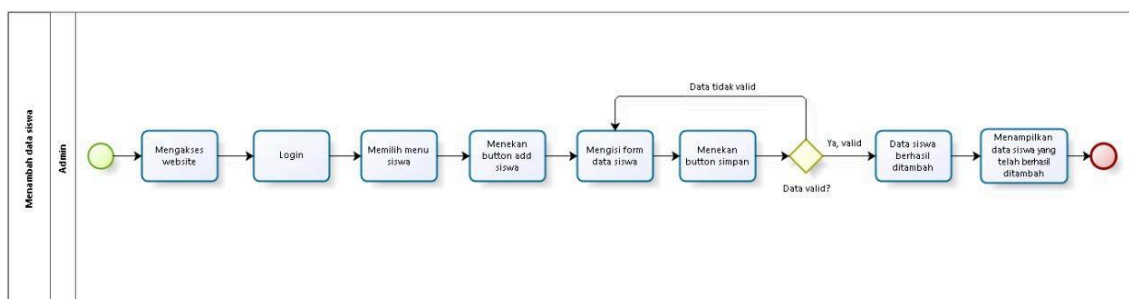 Menambah data siswa
Admin
Mengakses
website
Login
Memilih menu
siswa
Menekan
button add
siswa
Data tidak valid
Mengisi form
data siswa
Menekan
button simpan
Data valid?
Ya, valid
Data siswa
berhasil
ditambah
Menampilkan
data siswa yang
telah berhasil
ditambah